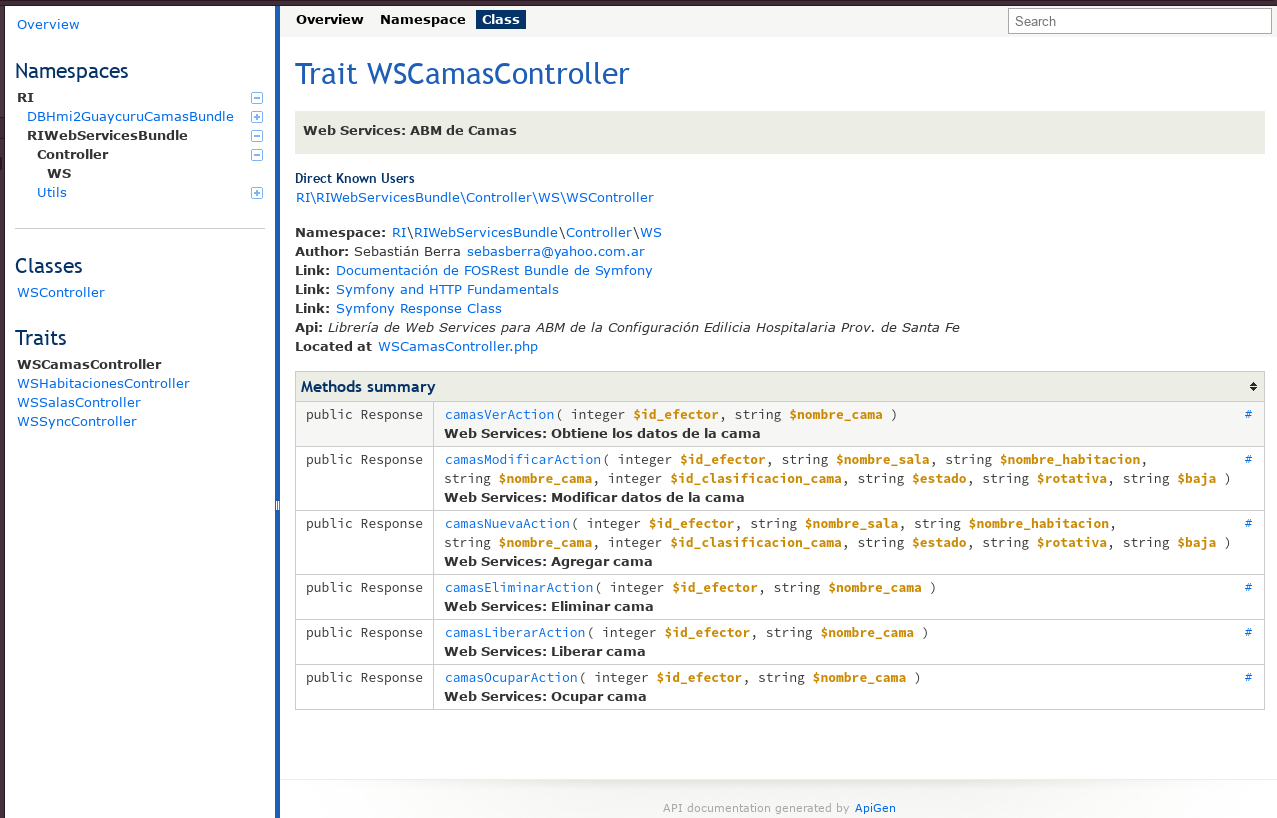 Overview
Namespaces
RI
DBHmi2GuaycuruCamasBundle
RIWebServicesBundle
Controller
WS
Utils
Classes
WSController
Traits
WSCamasController
WSHabitacionesController
WSSalasController
WSSyncController
Overview Namespace Class
Search
Trait WSCamasController
Web Services: ABM de Camas
Direct Known Users
RI\RIWebServicesBundle\Controller\WS\WSController
Namespace: RI\RIWebServicesBundle\Controller\WS
Author: Sebastián Berra sebasberra@yahoo.com.ar
Link: Documentación de FOSRest Bundle de Symfony
Link: Symfony and HTTP Fundamentals
Link: Symfony Response Class
Api: Librería de Web Services para ABM de la Configuración Edilicia Hospitalaria Prov. de Santa Fe
Located at WSCamasController.php
Methods summary
public Response camasVerAction( integer $id_efector, string $nombre_cama ) #
Web Services: Obtiene los datos de la cama
public Response camasModificarAction( integer $id_efector, string $nombre_sala, string $nombre_habitacion, #
string $nombre_cama, integer $id_clasificacion_cama, string $estado, string $rotativa, string $baja )
Web Services: Modificar datos de la cama
public Response camasNuevaAction( integer $id_efector, string $nombre_sala, string $nombre_habitacion, #
string $nombre_cama, integer $id_clasificacion_cama, string $estado, string $rotativa, string $baja )
Web Services: Agregar cama
public Response camasEliminarAction( integer $id_efector, string $nombre_cama ) #
Web Services: Eliminar cama
public Response camasLiberarAction( integer $id_efector, string $nombre_cama ) #
Web Services: Liberar cama
public Response camasOcuparAction( integer $id_efector, string $nombre_cama ) #
Web Services: Ocupar cama
API documentation generated by ApiGen